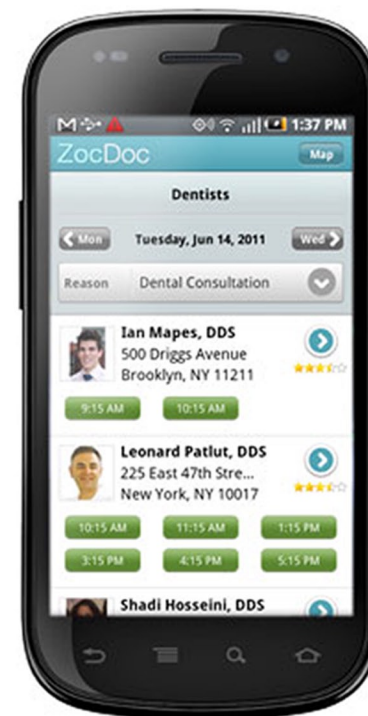 1:37 PM
ZocDoc
Map
Dentists
Mon
Tuesday, Jun 14, 2011
Wed
Reason Dental Consultation
Ian Mapes, DDS
500 Driggs Avenue
Brooklyn, NY 11211
9:15 AM 10:15 AM
Leonard Patlut, DDS
225 East 47th Stre...
New York, NY 10017
10:15 AM 11:15 AM 1:15 PM
3:15 PM 4:15 PM 5:15 PM
Shadi Hosseini, DDS